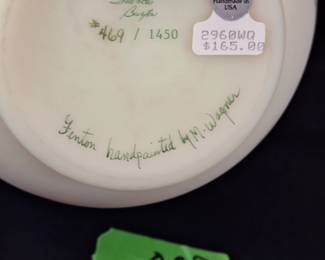 Handmade in
USA
#469 / 1450
2960WQ
$165.00
Fenton handpainted by M. Wagner